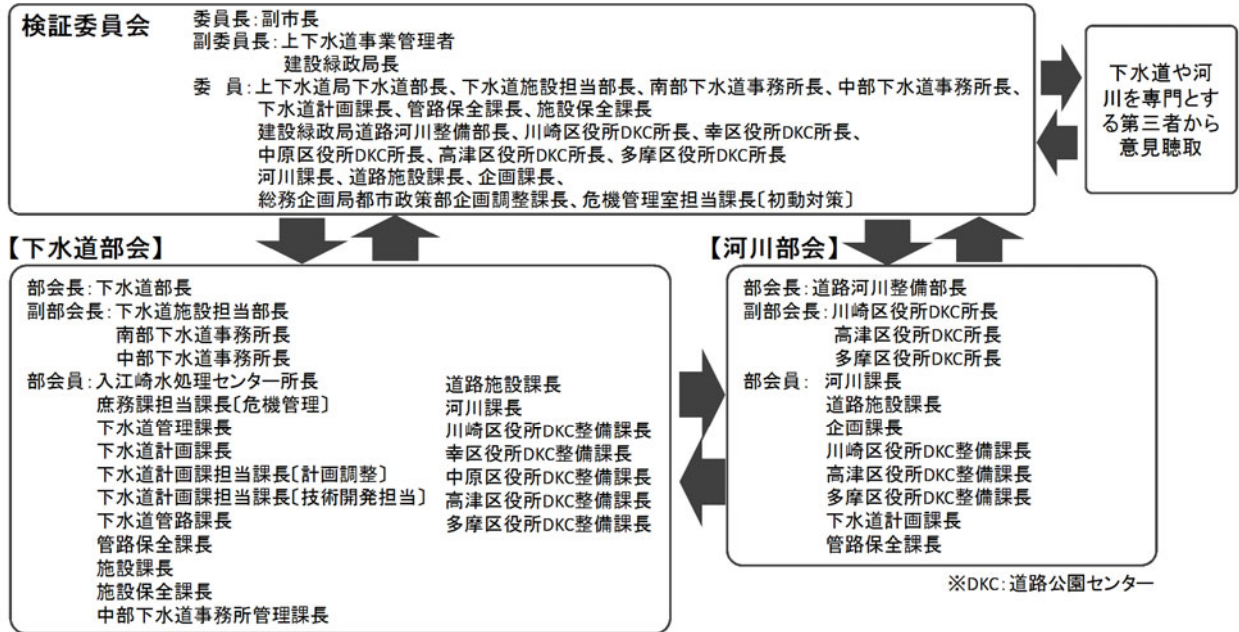 検証委員会
委員長:副市長
副委員長:上下水道事業管理者
建設緑政局長
委　員:上下水道局下水道部長、下水道施設担当部長、南部下水道事務所長、中部下水道事務所長、
下水道計画課長、管路保全課長、施設保全課長
建設緑政局道路河川整備部長、川崎区役所DKC所長、幸区役所DKC所長、
中原区役所DKC所長、高津区役所DKC所長、多摩区役所DKC所長
河川課長、道路施設課長、企画課長、
総務企画局都市政策部企画調整課長、危機管理室担当課長〔初動対策〕
下水道や河
川を専門とす
る第三者から
意見聴取
【下水道部会】
部会長:下水道部長
副部会長:下水道施設担当部長
南部下水道事務所長
中部下水道事務所長
部会員:入江崎水処理センター所長
庶務課担当課長〔危機管理〕
下水道管理課長
下水道計画課長
下水道計画課担当課長〔計画調整〕
下水道計画課担当課長〔技術開発担当〕
下水道管路課長
管路保全課長
施設課長
施設保全課長
中部下水道事務所管理課長
道路施設課長
河川課長
川崎区役所DKC整備課長
幸区役所DKC整備課長
中原区役所DKC整備課長
高津区役所DKC整備課長
多摩区役所DKC整備課長
【河川部会】
部会長:道路河川整備部長
副部会長:川崎区役所DKC所長
高津区役所DKC所長
多摩区役所DKC所長
部会員:　河川課長
道路施設課長
企画課長
川崎区役所DKC整備課長
高津区役所DKC整備課長
多摩区役所DKC整備課長
下水道計画課長
管路保全課長
※DKC:道路公園センター